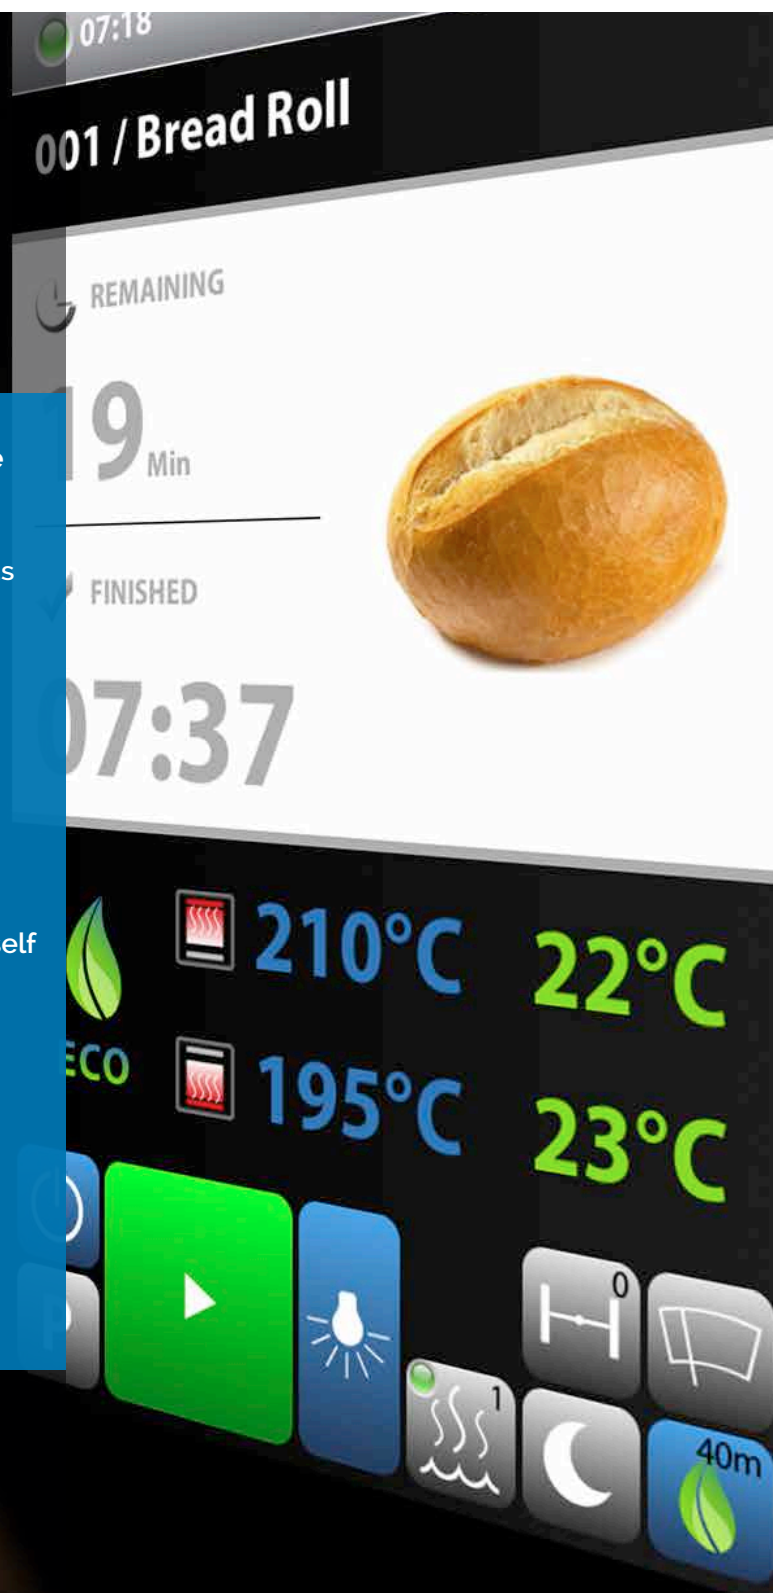 07:18
001 / Bread Roll
REMAINING
19 Min
e
s
FINISHED
07:37
self
210°C 22°C
ECO
195°C 23°C
0
P
1
40m